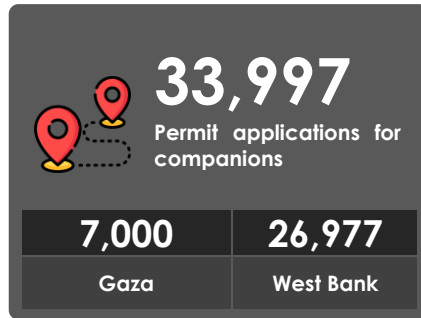 33,997
Permit applications for
companions
7,000 26,977
Gaza West Bank